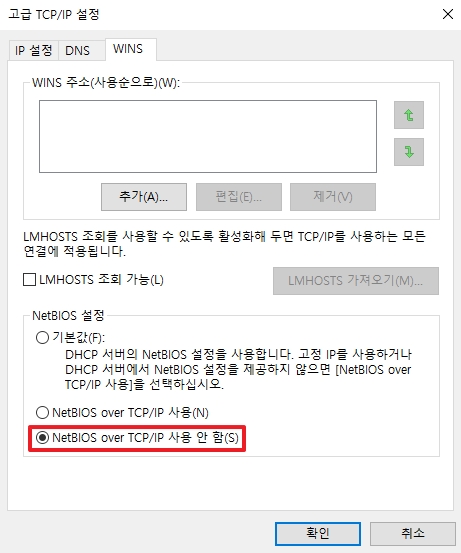 고급 TCP/IP 설정
IP 설정 DNS WINS
WINS 주소(사용순으로)(W):
추가(A)... 편집(E)... 제거(V)
LMHOSTS 조회를 사용할 수 있도록 활성화해 두면 TCP/IP를 사용하는 모든
연결에 적용됩니다.
LMHOSTS 조회 가능(L) LMHOSTS 가져오기(M)...
NetBIOS 설정
기본값(F):
DHCP 서버의 NetBIOS 설정을 사용합니다. 고정 IP를 사용하거나
DHCP 서버에서 NetBIOS 설정을 제공하지 않으면 [NetBIOS over
TCP/IP 사용]을 선택하십시오.
NetBIOS over TCP/IP 사용(N)
NetBIOS over TCP/IP 사용 안 함(S)
확인 취소